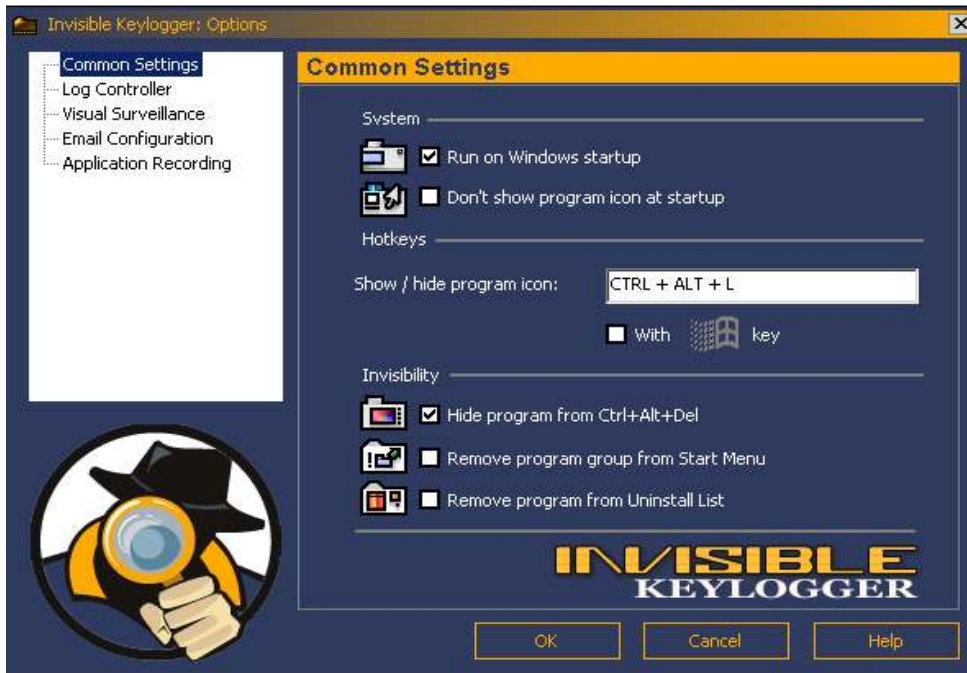 Invisible Keylogger: Options
Common Settings
Log Controller
Visual Surveillance
Email Configuration
Application Recording
Common Settings
System
Run on Windows startup
Don't show program icon at startup
Hotkeys
Show / hide program icon:
CTRL + ALT + L
With key
Invisibility
Hide program from Ctrl+Alt+Del
Remove program group from Start Menu
Remove program from Uninstall List
INVISIBLE
KEYLOGGER
OK Cancel Help